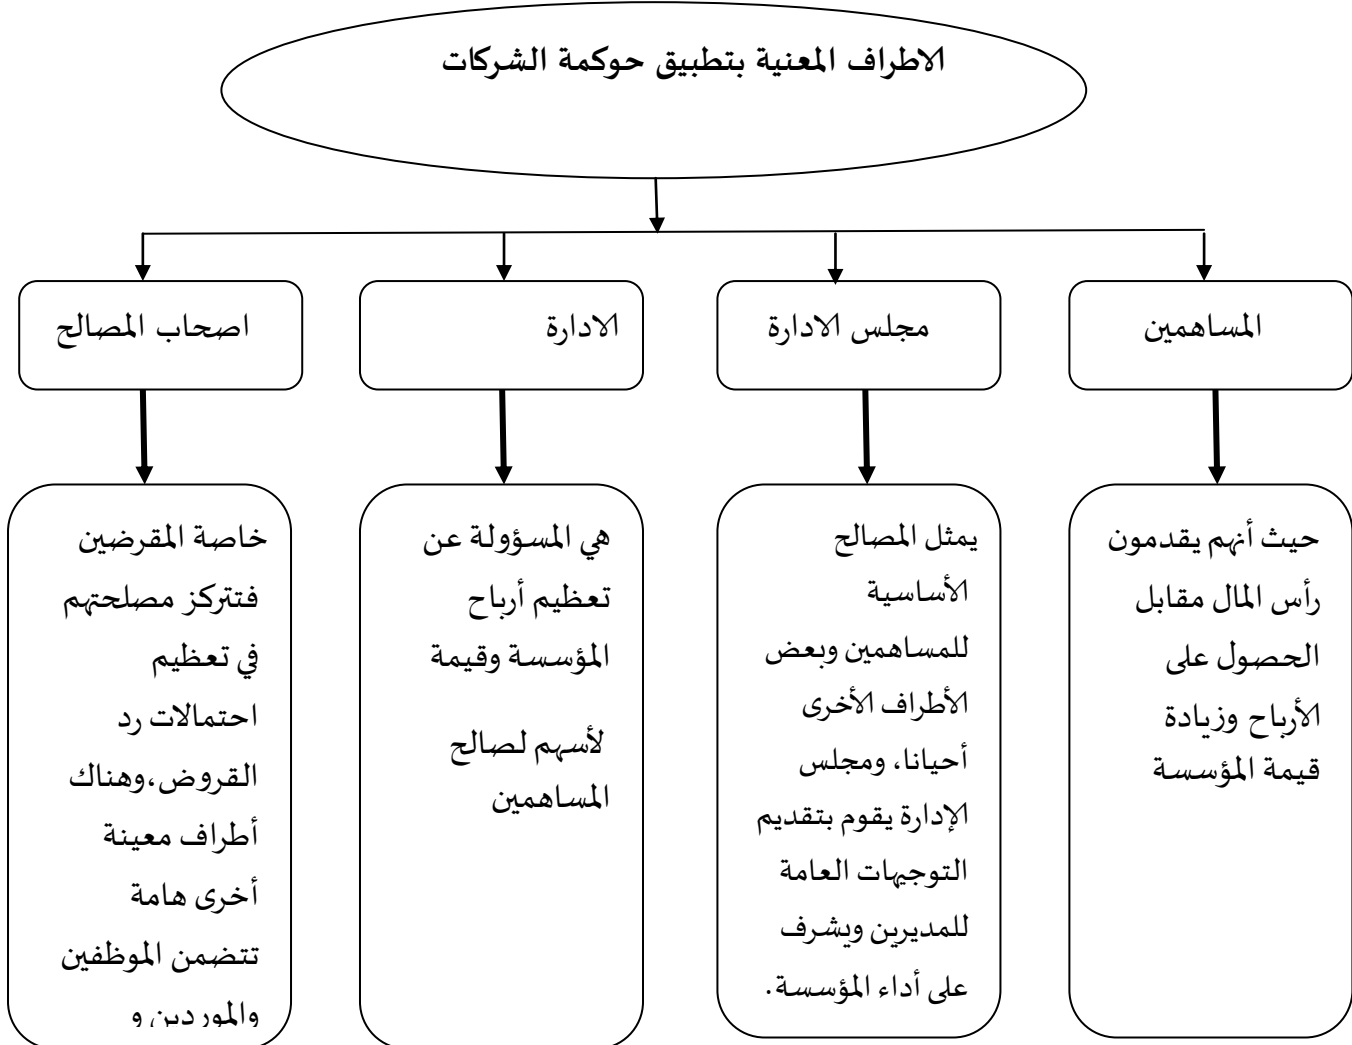 الاطراف المعنية بتطبيق حوكمة الشركات
المساهمين
مجلس الادارة
الادارة
اصحاب المصالح
حيث أنهم يقدمون
رأس المال مقابل
الحصول على
الأرباح وزيادة
قيمة المؤسسة
يمثل المصالح
الأساسية
للمساهمين وبعض
الأطراف الأخرى
أحيانا، ومجلس
الإدارة يقوم بتقديم
التوجيهات العامة
للمديرين ويشرف
على أداء المؤسسة.
هي المسؤولة عن
تعظيم أرباح
المؤسسة وقيمة
لأسهم لصالح
المساهمين
خاصة المقرضين
فتتركز مصلحتهم
في تعظيم
احتمالات رد
القروض،وهناك
أطراف معينة
أخرى هامة
تتضمن الموظفين
والموردين و